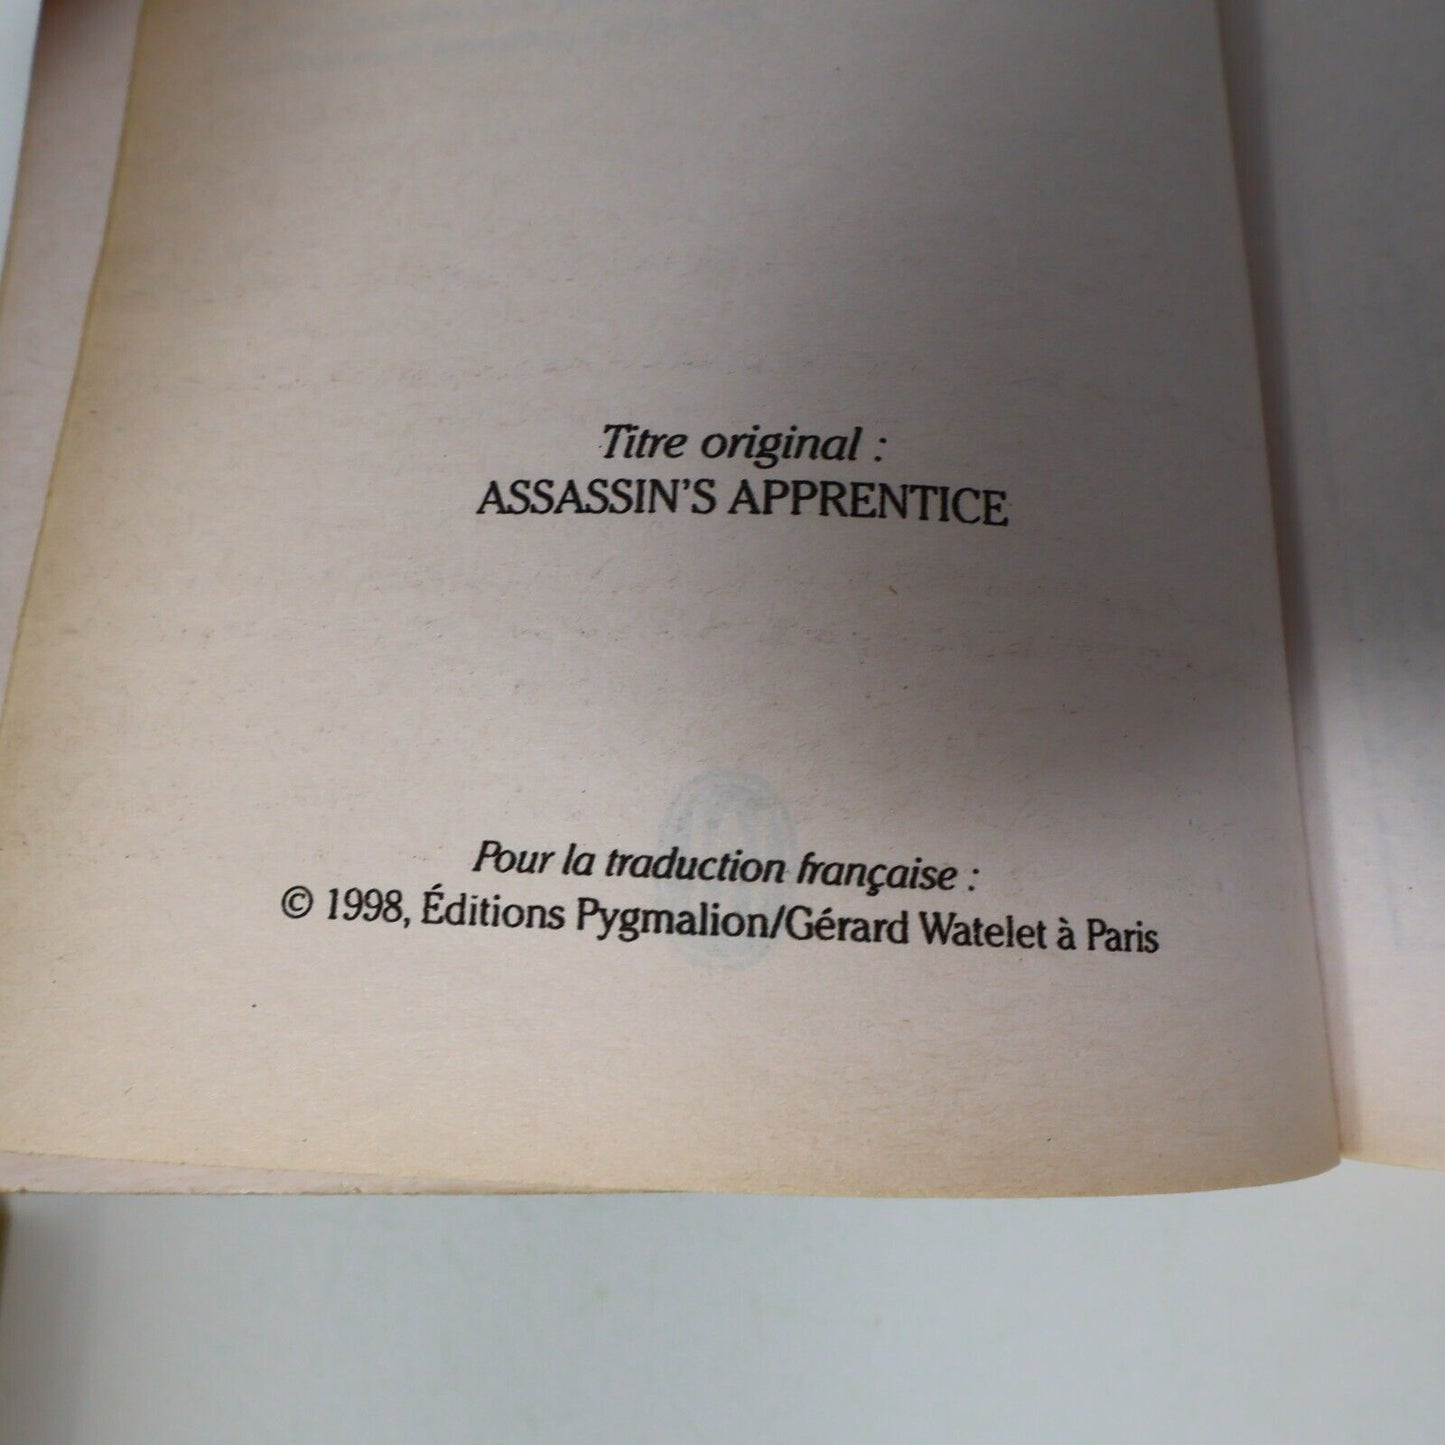 Titre original :
ASSASSIN'S APPRENTICE
Pour la traduction française :
© 1998, Éditions Pygmalion/Gérard Watelet à Paris